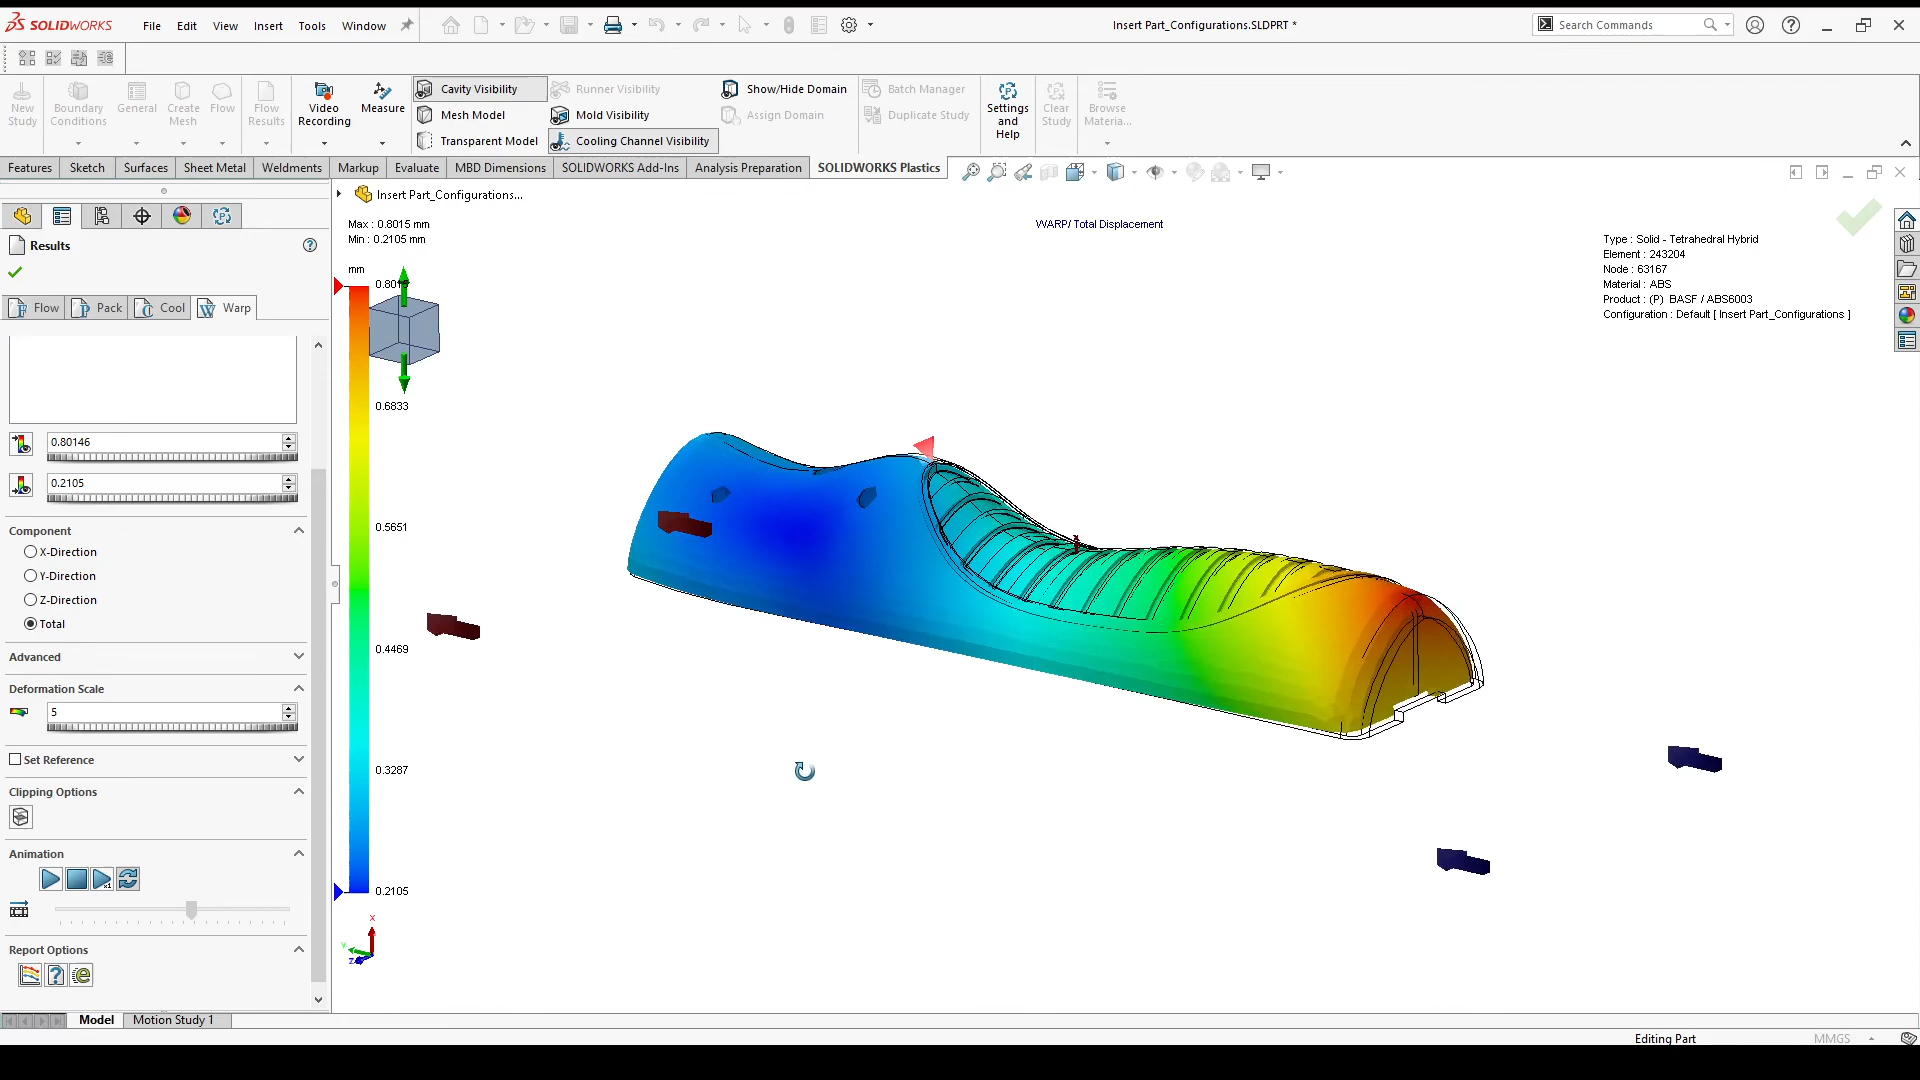 SOLIDWORKS File Edit View Insert Tools Window
Insert Part_Configurations.SLDPRT *
Search Commands
New Study
Boundary Conditions
General
Create Mesh
Flow
Flow Results
Video Recording
Measure
Cavity Visibility
Mesh Model
Transparent Model
Runner Visibility
Mold Visibility
Cooling Channel Visibility
Show/Hide Domain
Assign Domain
Batch Manager
Duplicate Study
Settings and Help
Clear Study
Browse Materia...
Features Sketch Surfaces Sheet Metal Weldments Markup Evaluate MBD Dimensions SOLIDWORKS Add-Ins Analysis Preparation SOLIDWORKS Plastics
Results
Flow Pack Cool Warp
0.80146
0.2105
Component
X-Direction
Y-Direction
Z-Direction
Total
Advanced
Deformation Scale
5
Set Reference
Clipping Options
Animation
Report Options
Insert Part_Configurations...
Max : 0.8015 mm
Min : 0.2105 mm
mm
0.6833
0.5651
0.4469
0.3287
0.2105
WARP/ Total Displacement
Type : Solid - Tetrahedral Hybrid
Element : 243204
Node : 63167
Material : ABS
Product : (P) BASF / ABS6003
Configuration : Default [ Insert Part_Configurations ]
X
Y
Z
Model Motion Study 1
Editing Part MMGS